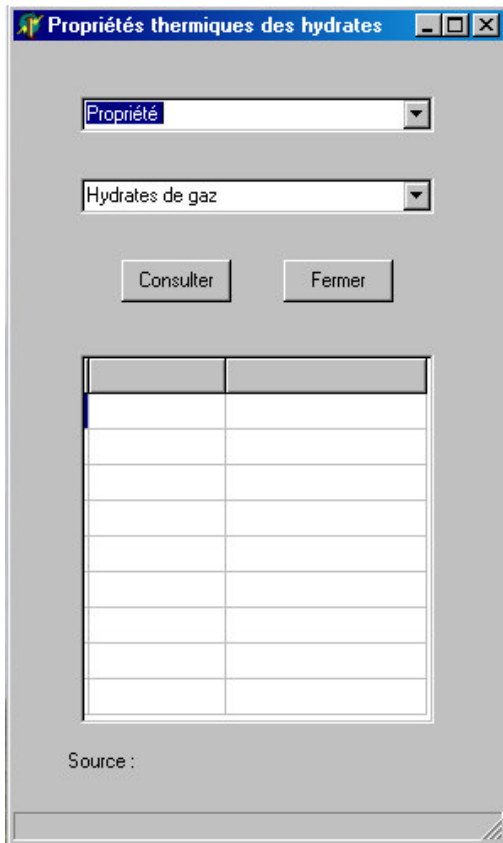 Propriétés thermiques des hydrates
Propriété
Hydrates de gaz
Consulter Fermer
Source :